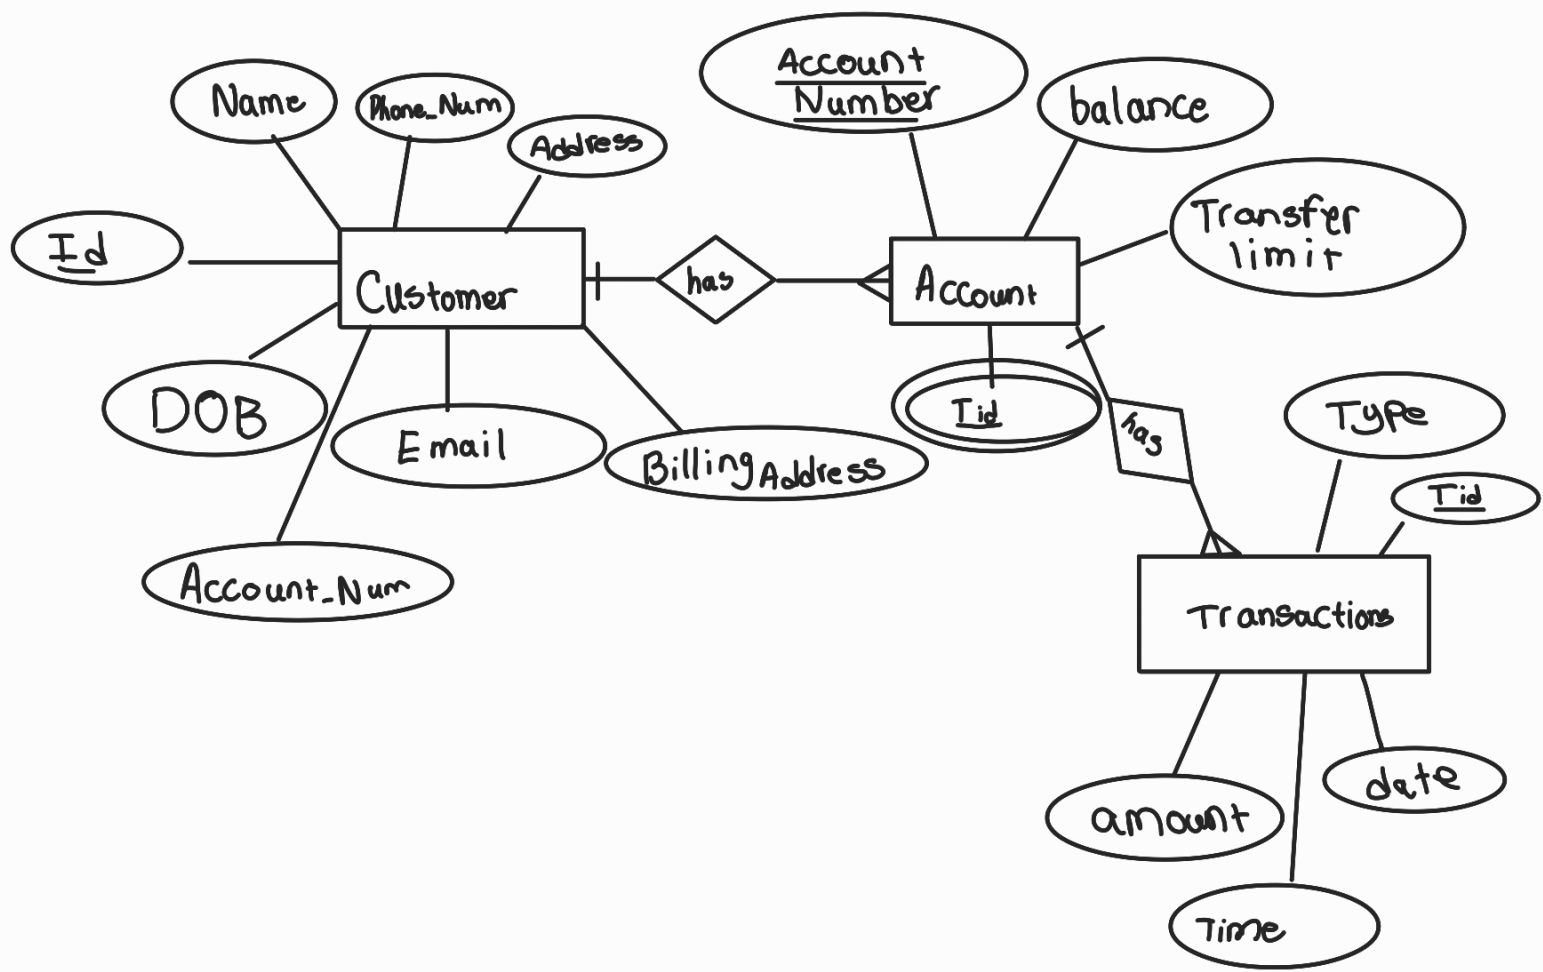 Name
Phone_Num
Address
Id
Customer
DOB
Email
Billing Address
Account_Num
has
Account
Number
balance
Transfer
limit
Account
Tid
has
Type
Tid
Transactions
amount
date
Time